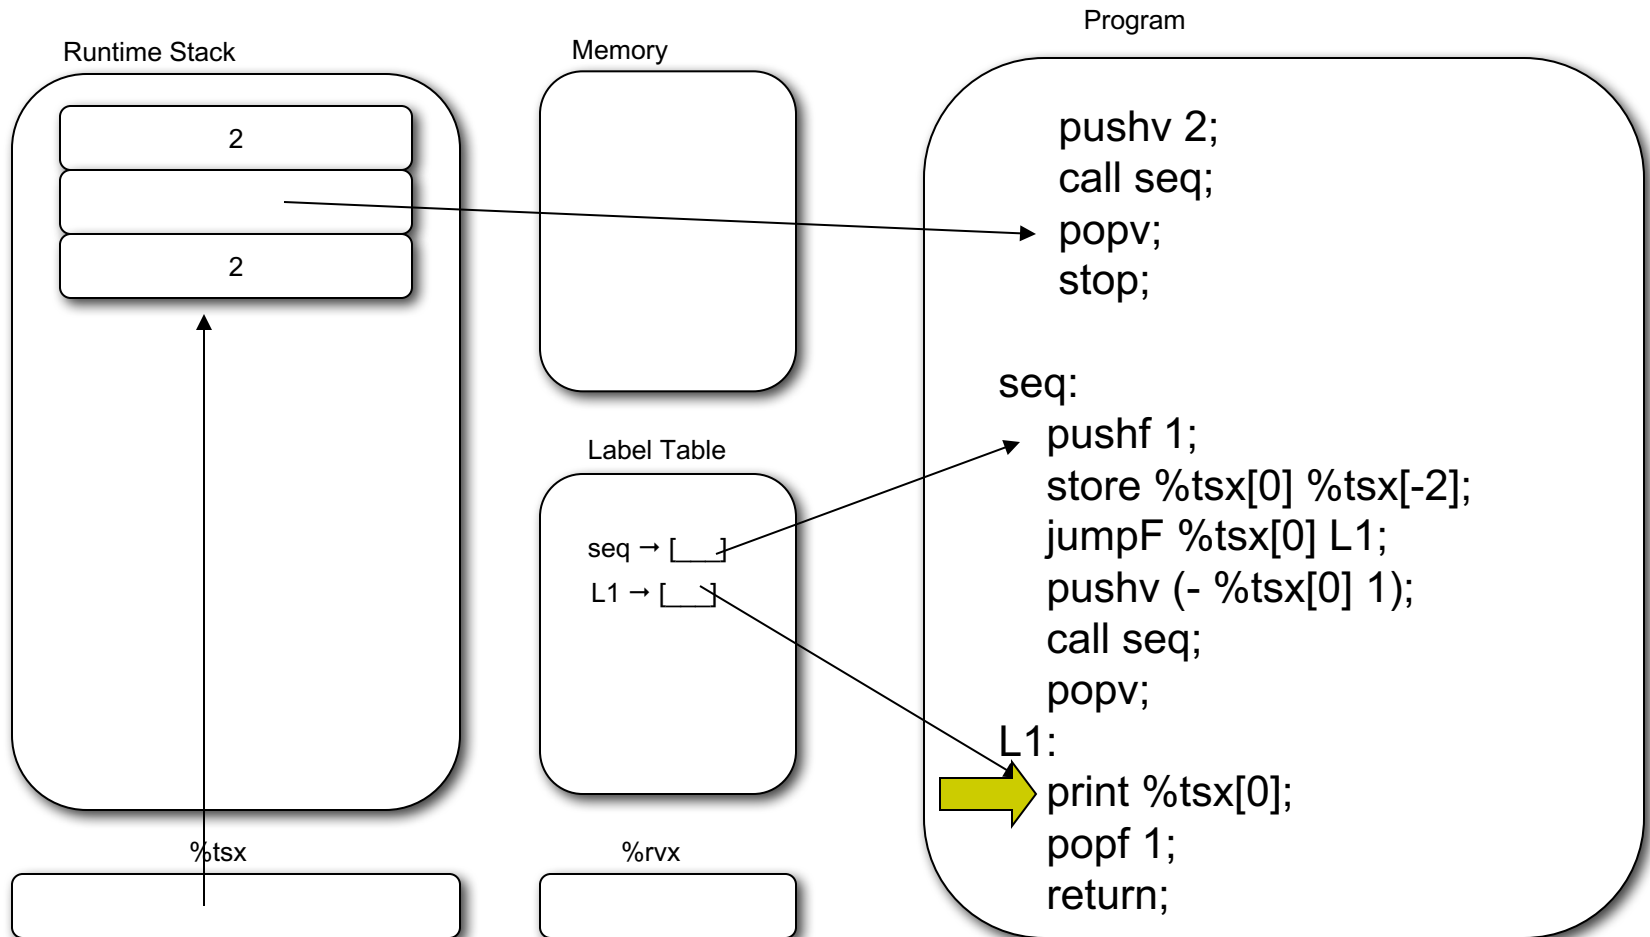 Program
Runtime Stack
Memory
2
2
pushv 2;
call seq;
popv;
stop;
seq:
pushf 1;
store %tsx[0] %tsx[-2];
jumpF %tsx[0] L1;
pushv (- %tsx[0] 1);
call seq;
popv;
L1:
print %tsx[0];
popf 1;
return;
Label Table
seq → [___]
L1 → [___]
%tsx
%rvx